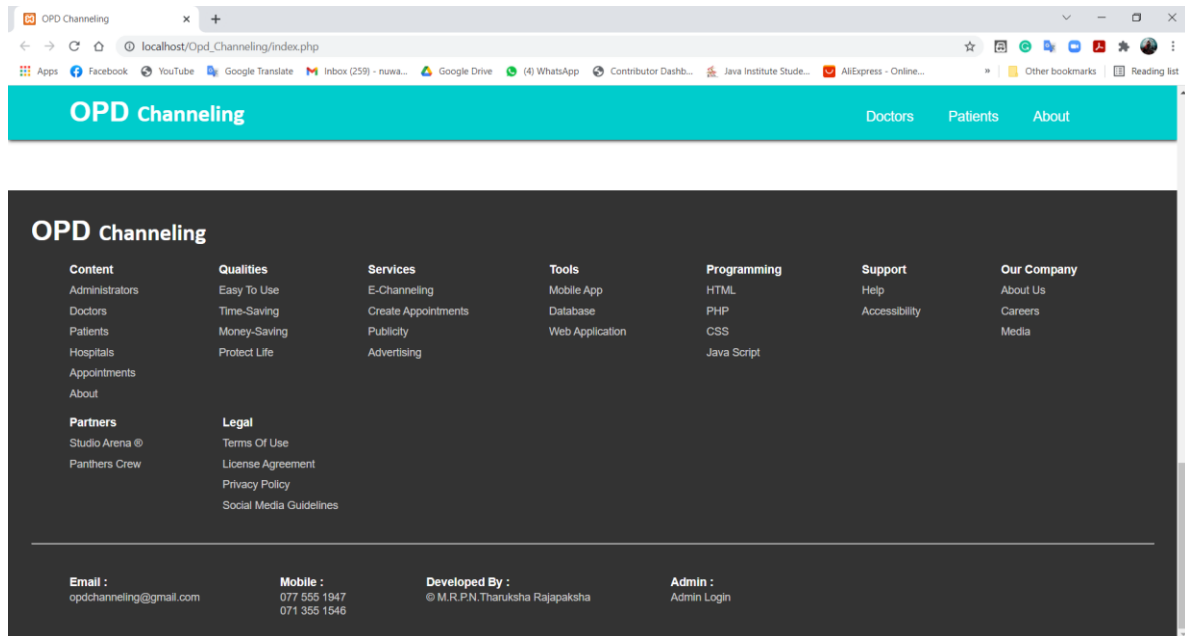 OPD Channeling
localhost/Opd_Channeling/index.php
Apps Facebook YouTube Google Translate Inbox (259) - nuwa... Google Drive (4) WhatsApp Contributor Dashb... Java Institute Stude... AliExpress - Online... » Other bookmarks Reading list
OPD Channeling Doctors Patients About
OPD Channeling
Content Qualities Services Tools Programming Support Our Company
Administrators Easy To Use E-Channeling Mobile App HTML Help About Us
Doctors Time-Saving Create Appointments Database PHP Accessibility Careers
Patients Money-Saving Publicity Web Application CSS Media
Hospitals Protect Life Advertising Java Script
Appointments
About
Partners Legal
Studio Arena ® Terms Of Use
Panthers Crew License Agreement
Privacy Policy
Social Media Guidelines
Email : Mobile : Developed By : Admin :
opdchanneling@gmail.com 077 555 1947 © M.R.P.N.Tharuksha Rajapaksha Admin Login
071 355 1546